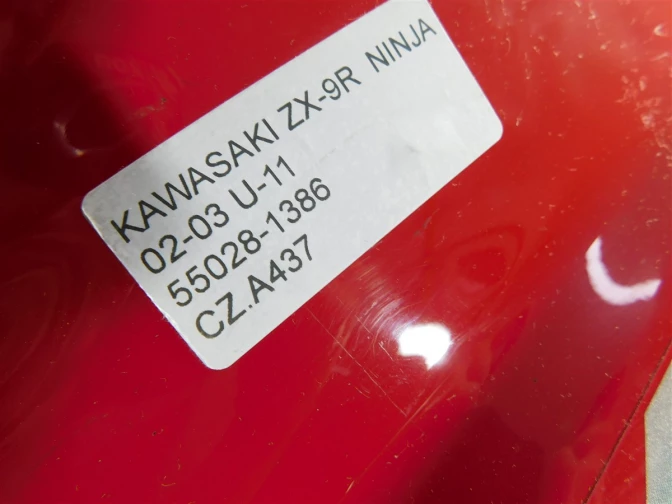 KAWASAKI ZX-9R NINJA
02-03 U-11
55028-1386
CZ.A437